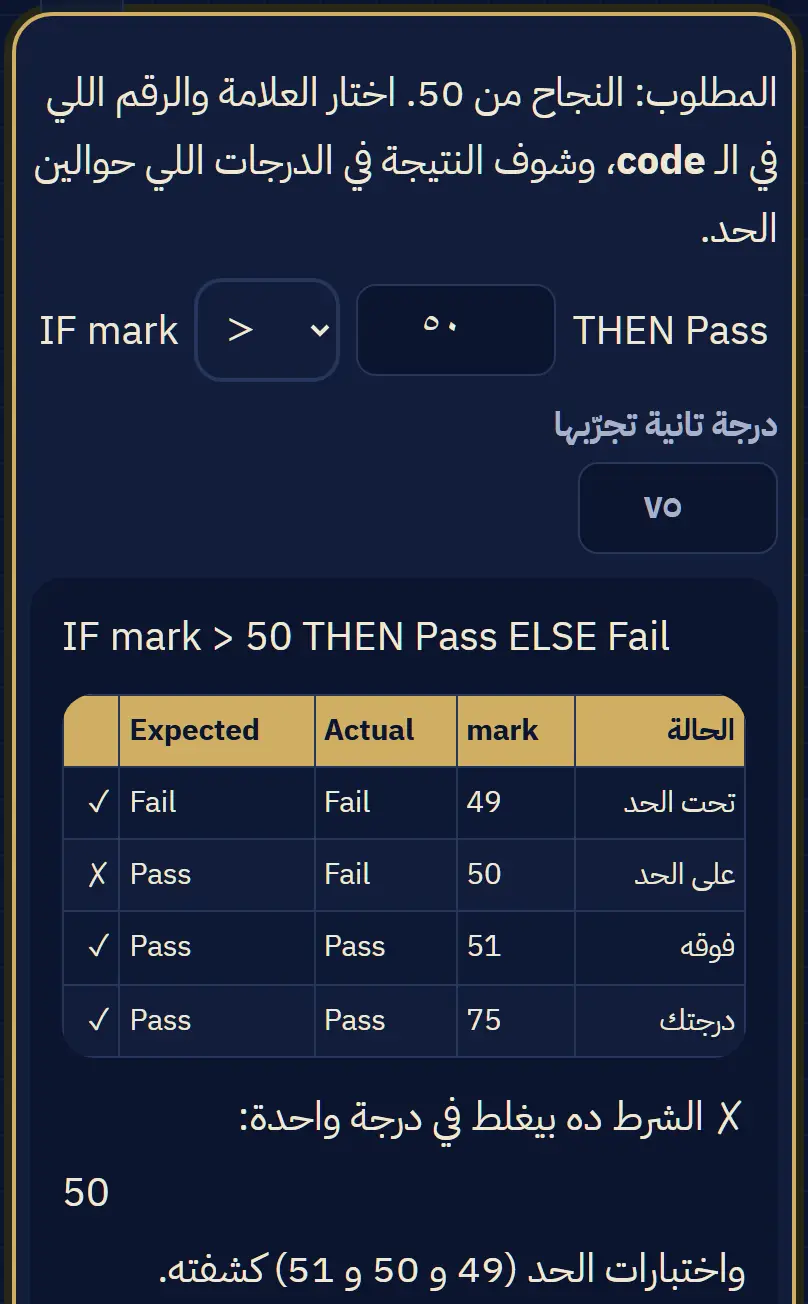 المطلوب: النجاح من 50. اختار العلامة والرقم اللي
في الـ code، وشوف النتيجة في الدرجات اللي حوالين
الحد.
IF mark > ٥٠ THEN Pass
درجة تانية تجرّبها
٧٥
IF mark > 50 THEN Pass ELSE Fail
الحالة mark Actual Expected
تحت الحد 49 Fail Fail ✓
على الحد 50 Fail Pass ✗
فوقه 51 Pass Pass ✓
درجتك 75 Pass Pass ✓
✗ الشرط ده بيغلط في درجة واحدة:
50
واختبارات الحد (49 و 50 و 51) كشفته.